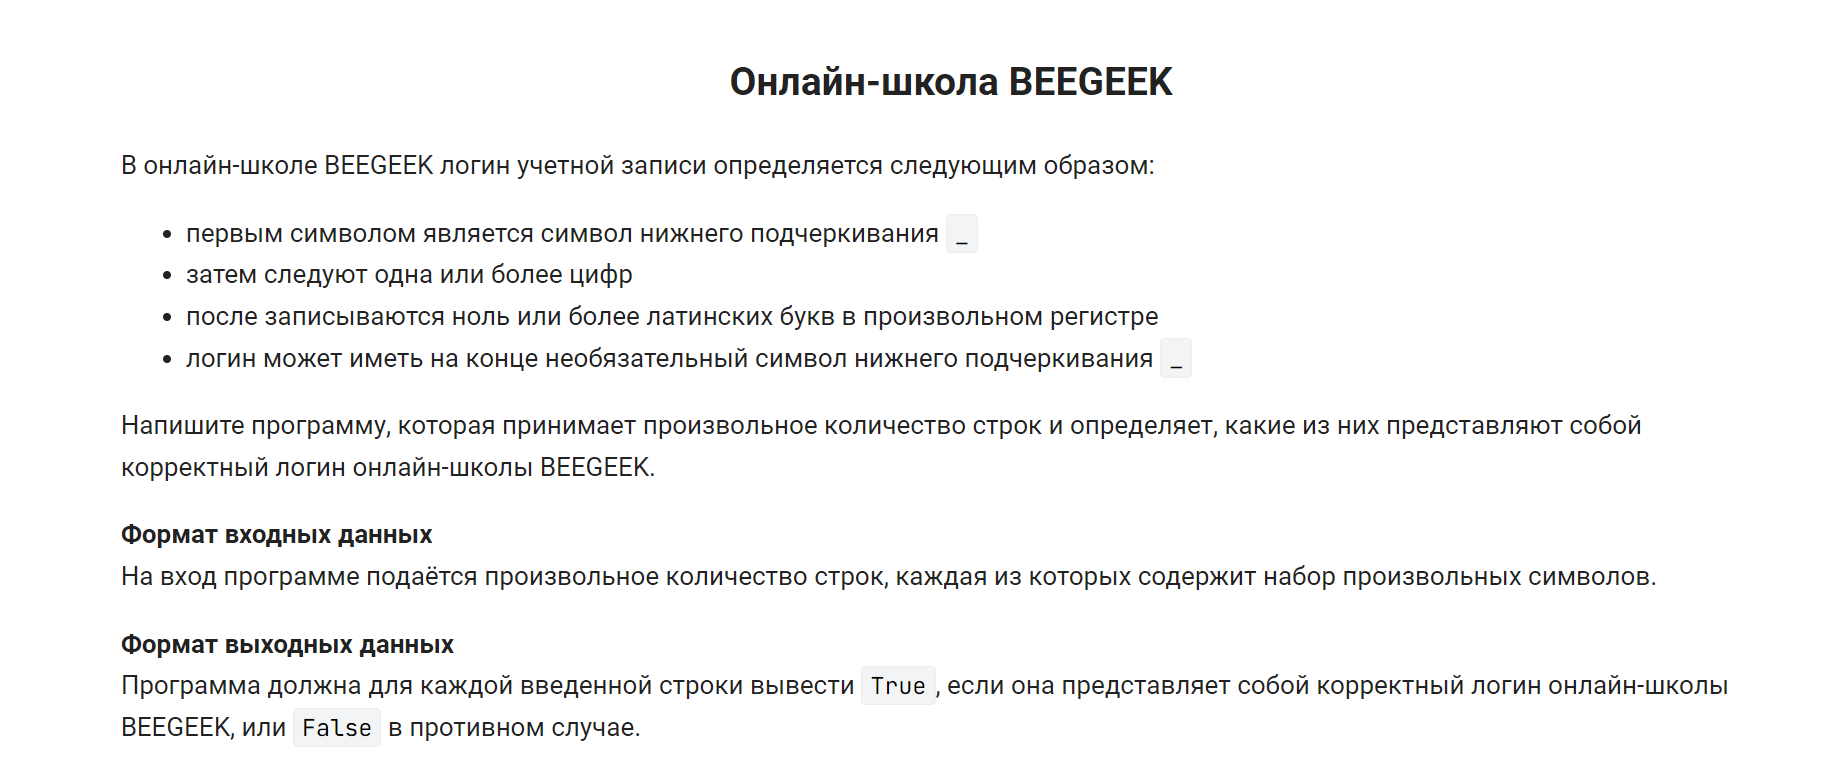 Онлайн-школа BEEGEEK
В онлайн-школе BEEGEEK логин учетной записи определяется следующим образом:
• первым символом является символ нижнего подчеркивания _
• затем следуют одна или более цифр
• после записываются ноль или более латинских букв в произвольном регистре
• логин может иметь на конце необязательный символ нижнего подчеркивания _
Напишите программу, которая принимает произвольное количество строк и определяет, какие из них представляют собой
корректный логин онлайн-школы BEEGEEK.
Формат входных данных
На вход программе подаётся произвольное количество строк, каждая из которых содержит набор произвольных символов.
Формат выходных данных
Программа должна для каждой введенной строки вывести True, если она представляет собой корректный логин онлайн-школы
BEEGEEK, или False в противном случае.